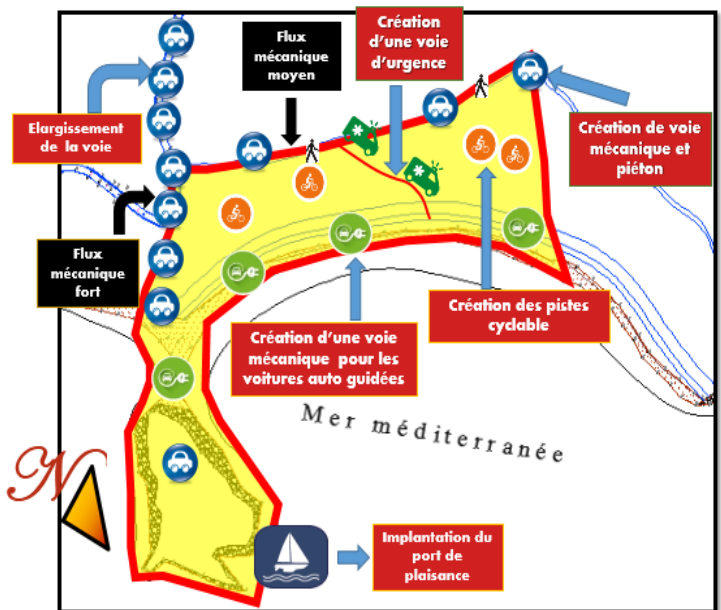 Création
d'une voie
d'urgence
Flux
mécanique
moyen
Elargissement
de la voie
Création de voie
mécanique et
piéton
Flux
mécanique
fort
Création des pistes
cyclable
Création d'une voie
mécanique pour les
voitures auto guidées
Mer méditerranée
N
Implantation du
port de
plaisance